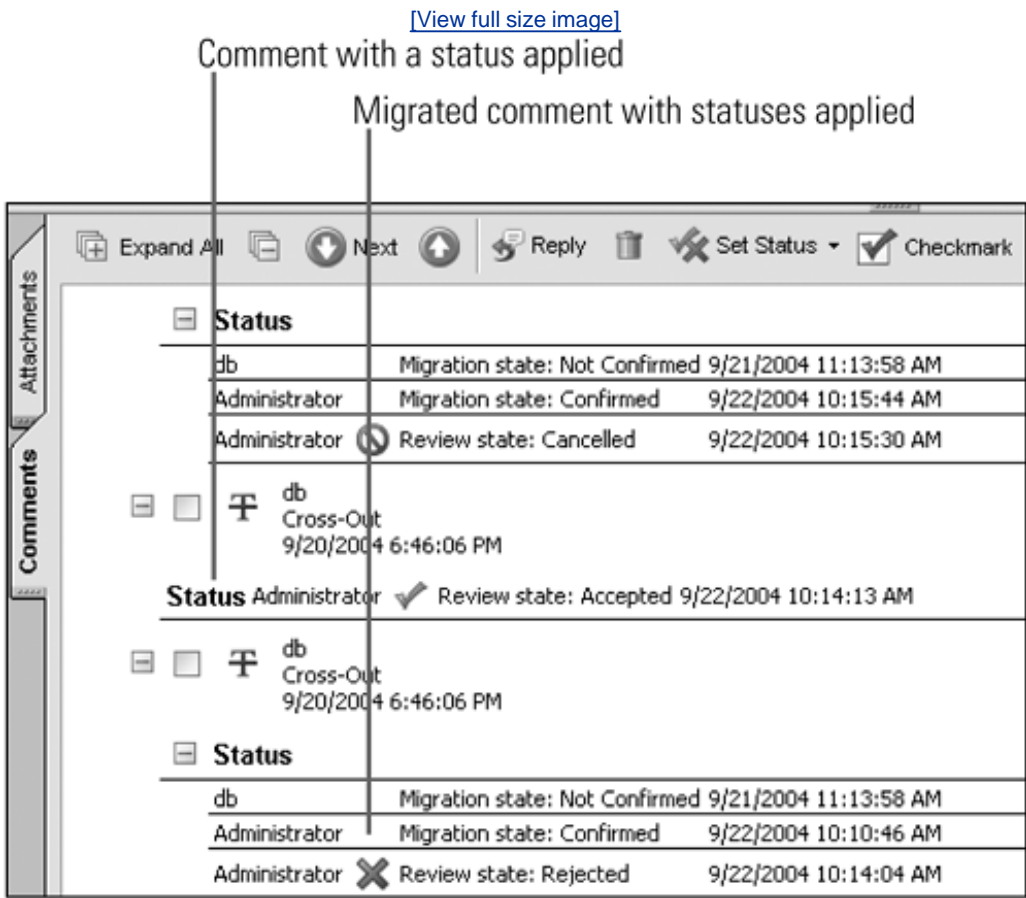 [View full size image]
Comment with a status applied
Migrated comment with statuses applied
Expand All Next Reply Set Status Checkmark
Attachments
Comments
Status
db Migration state: Not Confirmed 9/21/2004 11:13:58 AM
Administrator Migration state: Confirmed 9/22/2004 10:15:44 AM
Administrator Review state: Cancelled 9/22/2004 10:15:30 AM
db
Cross-Out
9/20/2004 6:46:06 PM
Status Administrator Review state: Accepted 9/22/2004 10:14:13 AM
db
Cross-Out
9/20/2004 6:46:06 PM
Status
db Migration state: Not Confirmed 9/21/2004 11:13:58 AM
Administrator Migration state: Confirmed 9/22/2004 10:10:46 AM
Administrator Review state: Rejected 9/22/2004 10:14:04 AM